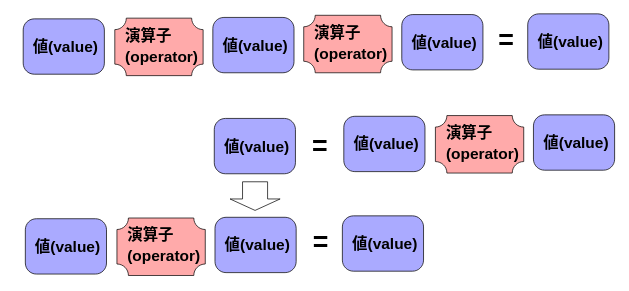 値(value) 演算子 値(value) 演算子 値(value) = 値(value)
(operator) (operator)
値(value) = 値(value) 演算子 値(value)
(operator)
値(value) 演算子 値(value) = 値(value)
(operator)